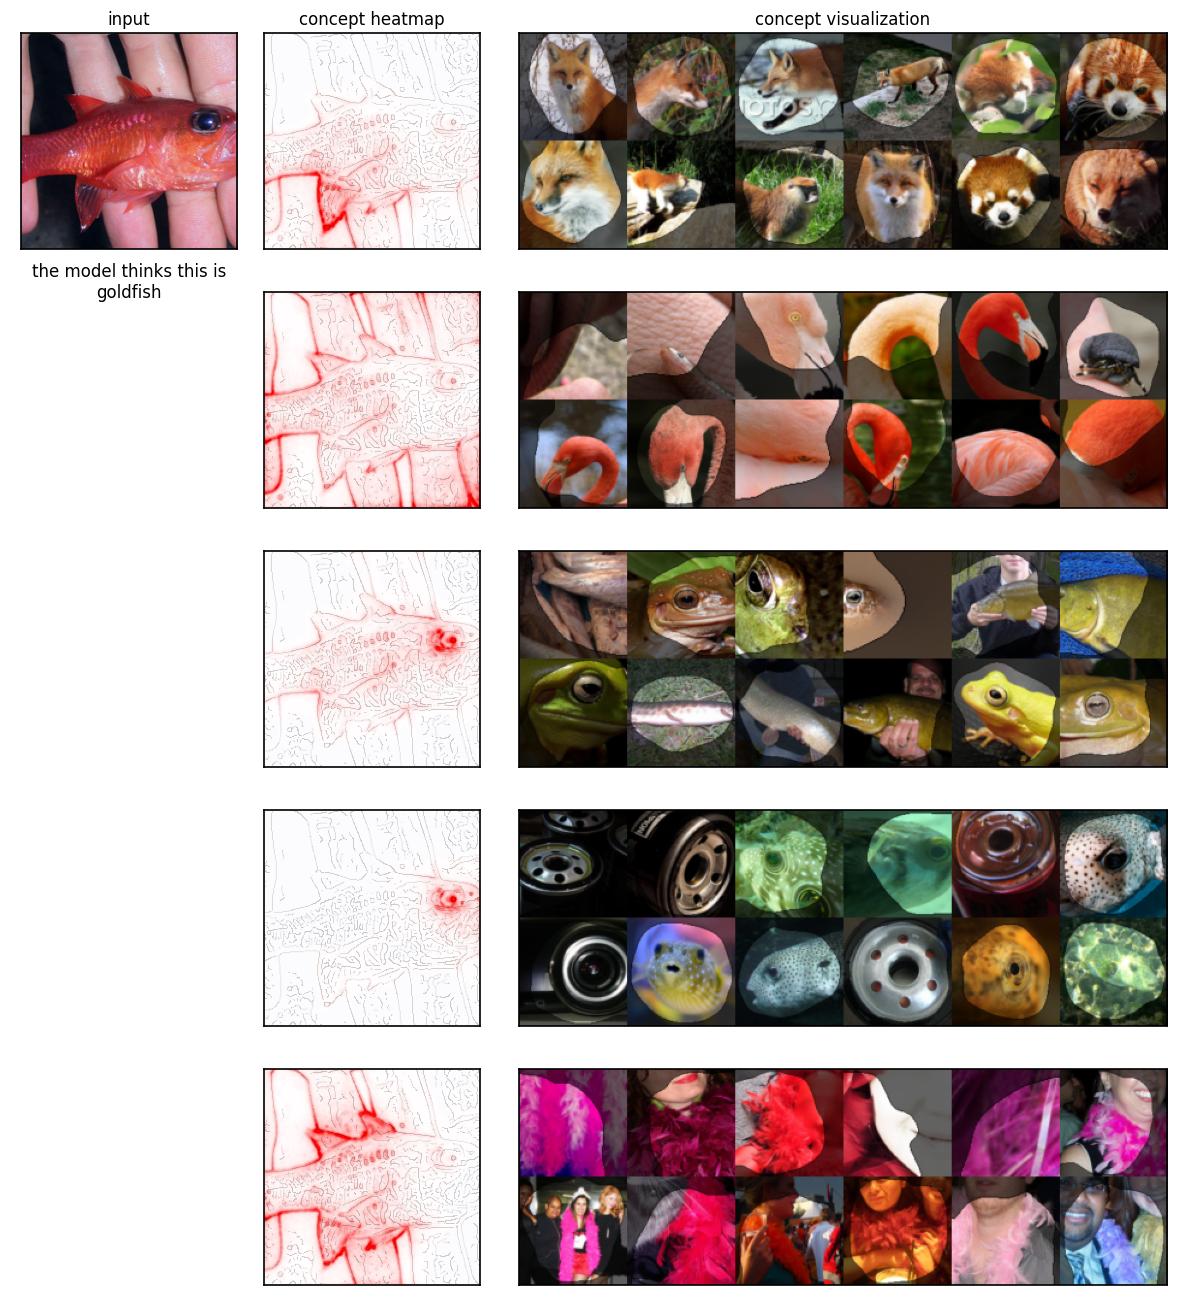 input
concept heatmap
concept visualization
the model thinks this is
goldfish